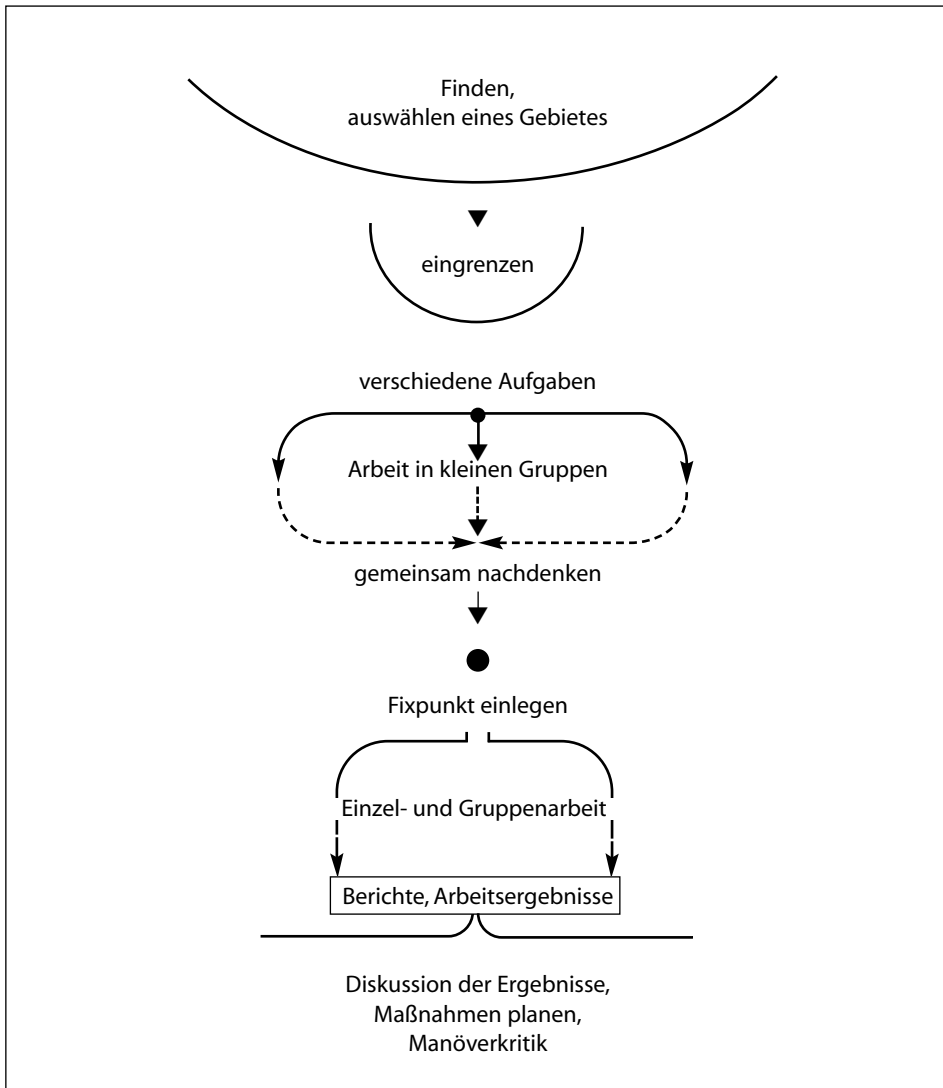 Finden,
auswählen eines Gebietes
eingrenzen
verschiedene Aufgaben
Arbeit in kleinen Gruppen
gemeinsam nachdenken
Fixpunkt einlegen
Einzel- und Gruppenarbeit
Berichte, Arbeitsergebnisse
Diskussion der Ergebnisse,
Maßnahmen planen,
Manöverkritik